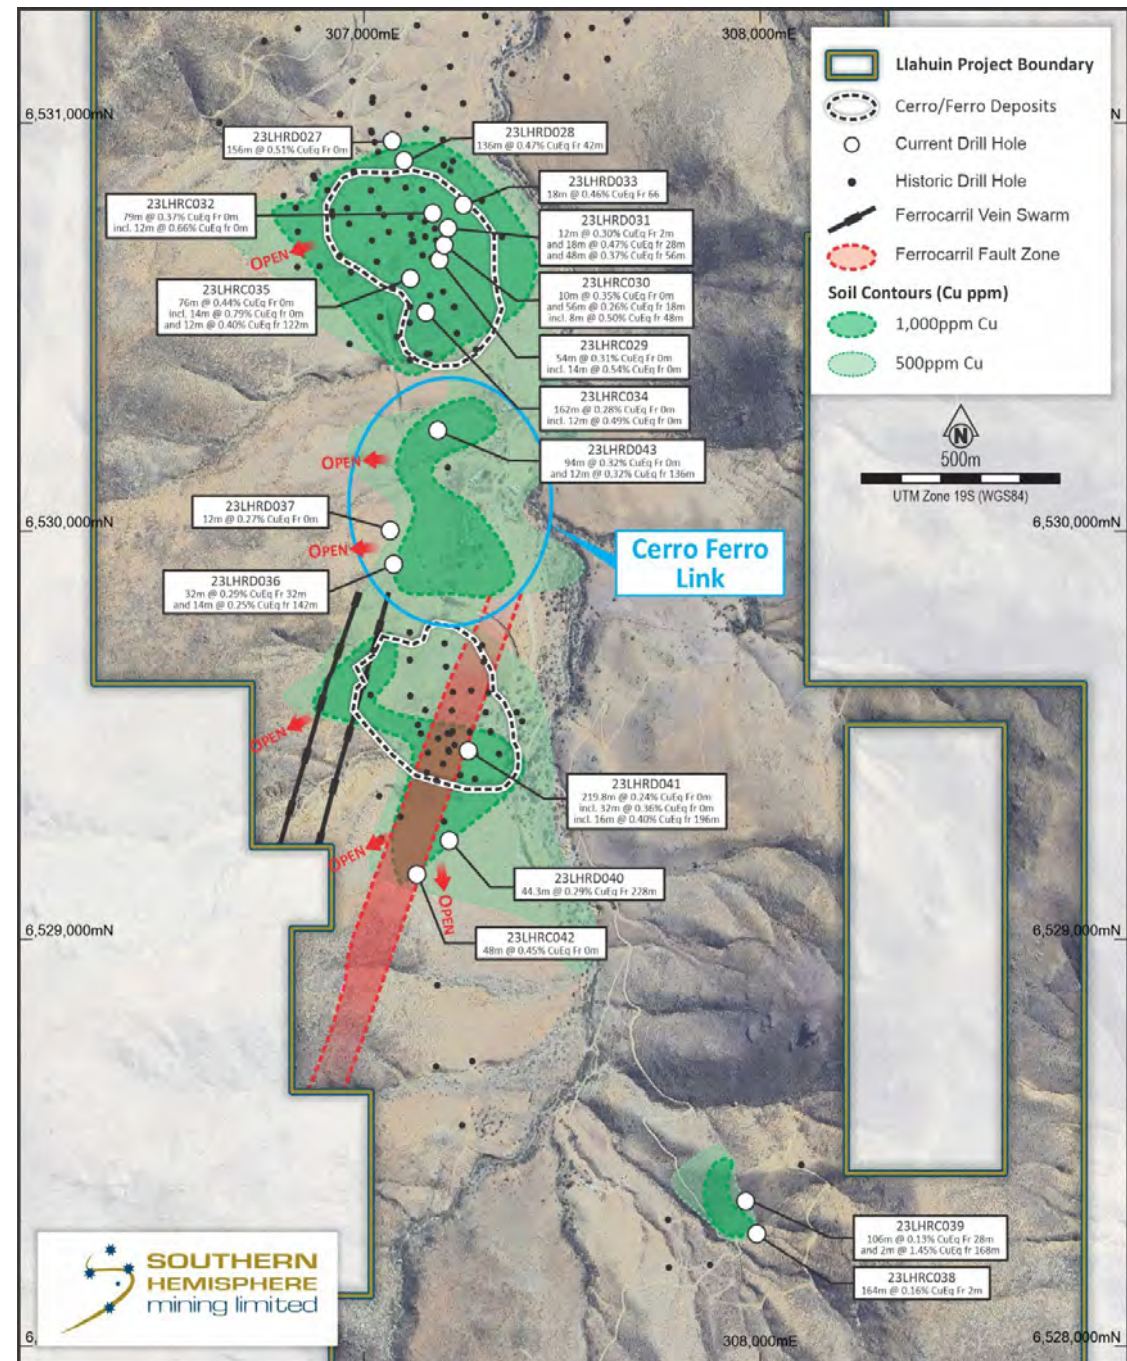 307,000mE
308,000mE
Llahuin Project Boundary
Cerro/Ferro Deposits
Current Drill Hole
Historic Drill Hole
Ferrocarril Vein Swarm
Ferrocarril Fault Zone
Soil Contours (Cu ppm)
1,000ppm Cu
500ppm Cu
N
500m
UTM Zone 19S (WGS84)
6,531,000mN
N
23LHRD027
156m @ 0.51% CuEq Fr 0m
23LHRD028
136m @ 0.47% CuEq Fr 42m
23LHRD033
18m @ 0.46% CuEq Fr 66
23LHRC032
79m @ 0.37% CuEq Fr 0m
incl. 12m @ 0.66% CuEq fr 0m
23LHRD031
12m @ 0.30% CuEq Fr 2m
and 18m @ 0.47% CuEq fr 28m
and 48m @ 0.37% CuEq fr 56m
OPEN
23LHRC035
76m @ 0.44% CuEq Fr 0m
incl. 14m @ 0.79% CuEq fr 0m
and 12m @ 0.40% CuEq fr 122m
23LHRC030
10m @ 0.35% CuEq Fr 0m
and 56m @ 0.26% CuEq fr 18m
incl. 8m @ 0.50% CuEq fr 48m
23LHRC029
54m @ 0.31% CuEq Fr 0m
incl. 14m @ 0.54% CuEq fr 0m
23LHRC034
162m @ 0.28% CuEq Fr 0m
incl. 12m @ 0.49% CuEq fr 0m
23LHRD043
94m @ 0.32% CuEq Fr 0m
and 12m @ 0.32% CuEq fr 136m
OPEN
23LHRD037
12m @ 0.27% CuEq Fr 0m
6,530,000mN
6,530,000mN
OPEN
Cerro Ferro
Link
23LHRD036
32m @ 0.29% CuEq Fr 32m
and 14m @ 0.25% CuEq fr 142m
OPEN
23LHRD041
219.8m @ 0.24% CuEq Fr 0m
incl. 32m @ 0.36% CuEq fr 0m
incl. 16m @ 0.40% CuEq fr 196m
OPEN
23LHRD040
44.3m @ 0.29% CuEq Fr 228m
OPEN
23LHRC042
48m @ 0.45% CuEq Fr 0m
6,529,000mN
6,529,000mN
23LHRC039
106m @ 0.13% CuEq Fr 28m
and 2m @ 1.45% CuEq fr 168m
23LHRC038
164m @ 0.16% CuEq Fr 2m
SOUTHERN
HEMISPHERE
mining limited
6,
308,000mE
6,528,000mN